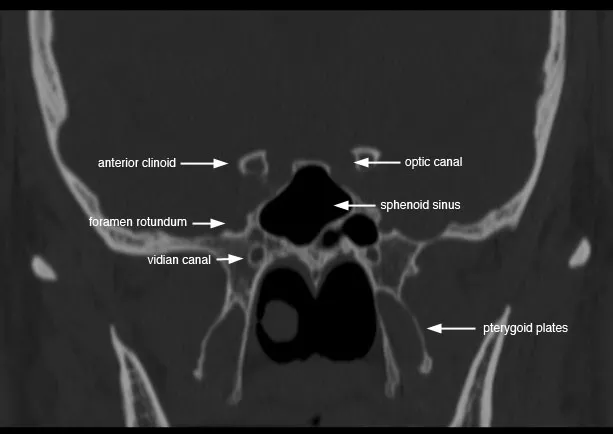 anterior clinoid
optic canal
sphenoid sinus
foramen rotundum
vidian canal
pterygoid plates